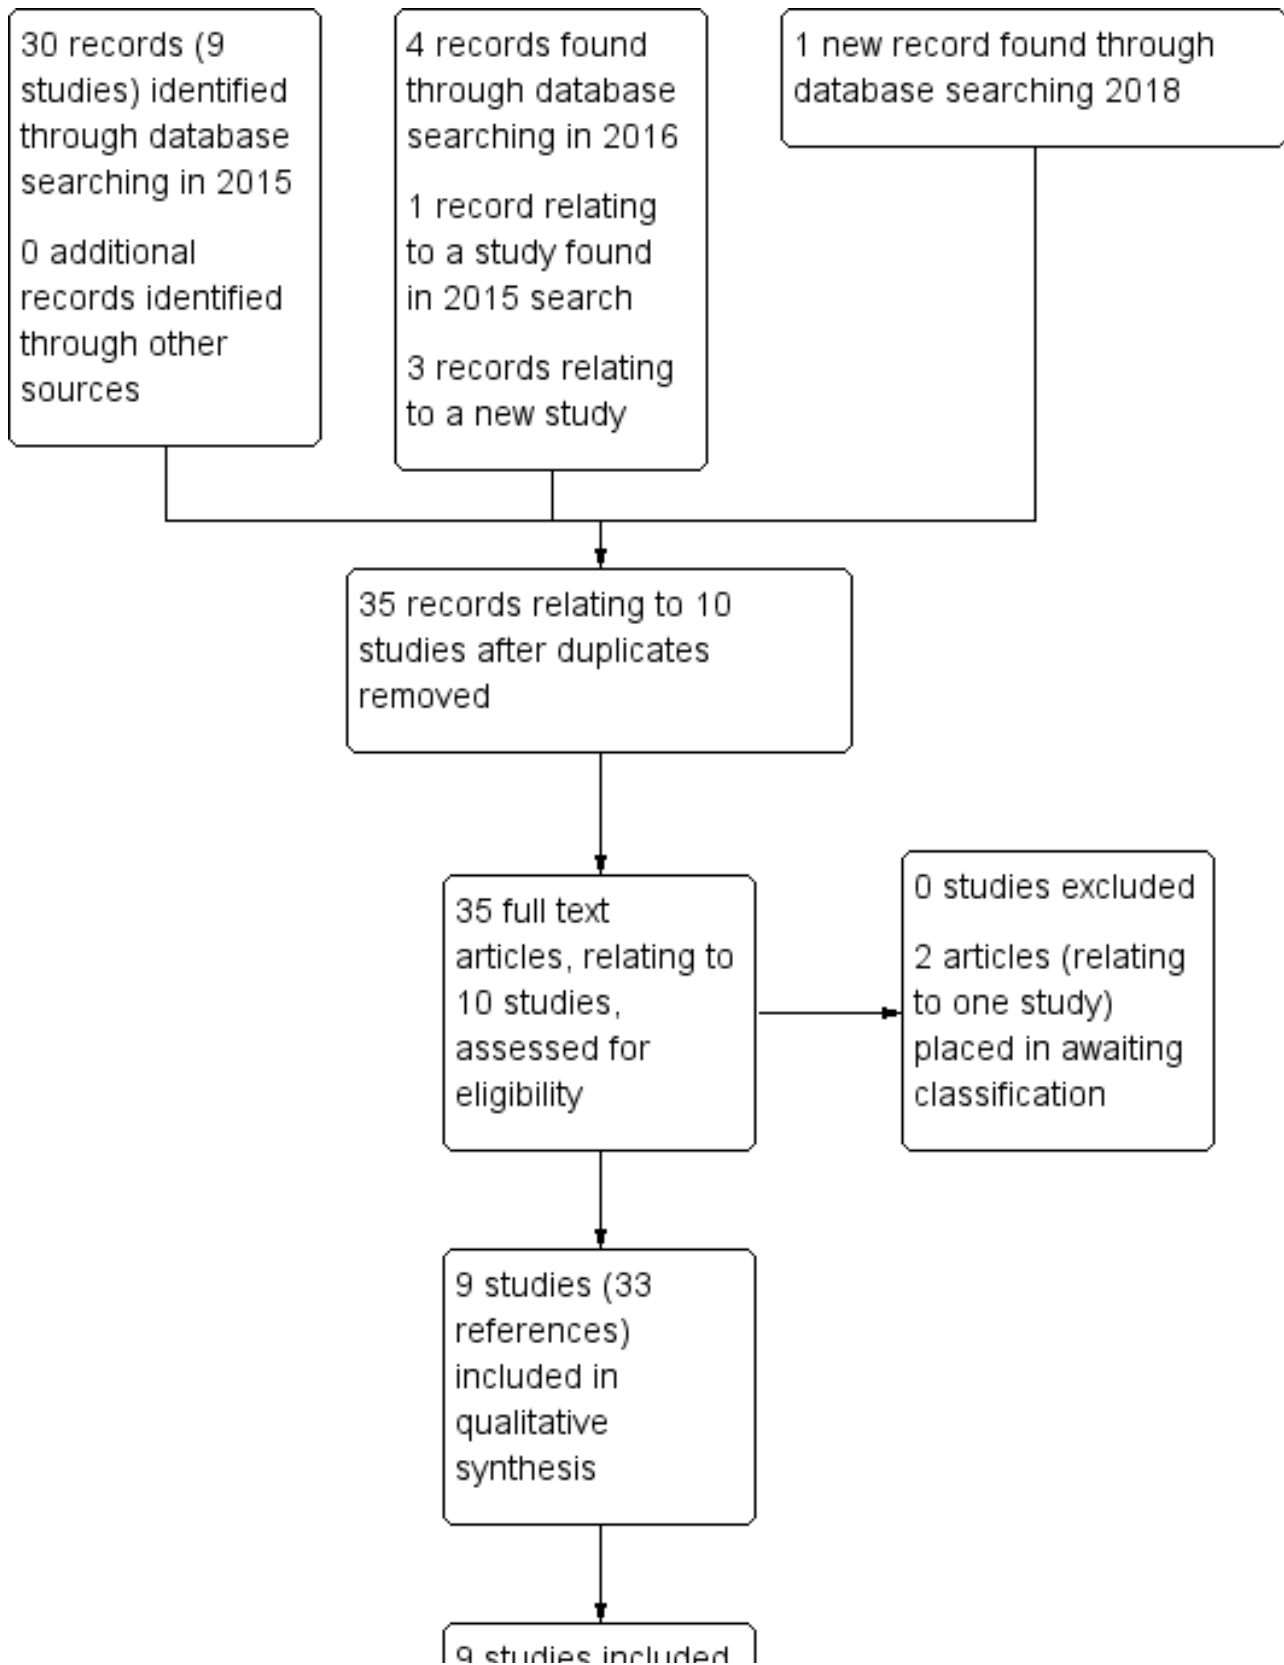 30 records (9
studies) identified
through database
searching in 2015
0 additional
records identified
through other
sources
4 records found
through database
searching in 2016
1 record relating
to a study found
in 2015 search
3 records relating
to a new study
1 new record found through
database searching 2018
35 records relating to 10
studies after duplicates
removed
35 full text
articles, relating to
10 studies,
assessed for
eligibility
0 studies excluded
2 articles (relating
to one study)
placed in awaiting
classification
9 studies (33
references)
included in
qualitative
synthesis
9 studies included